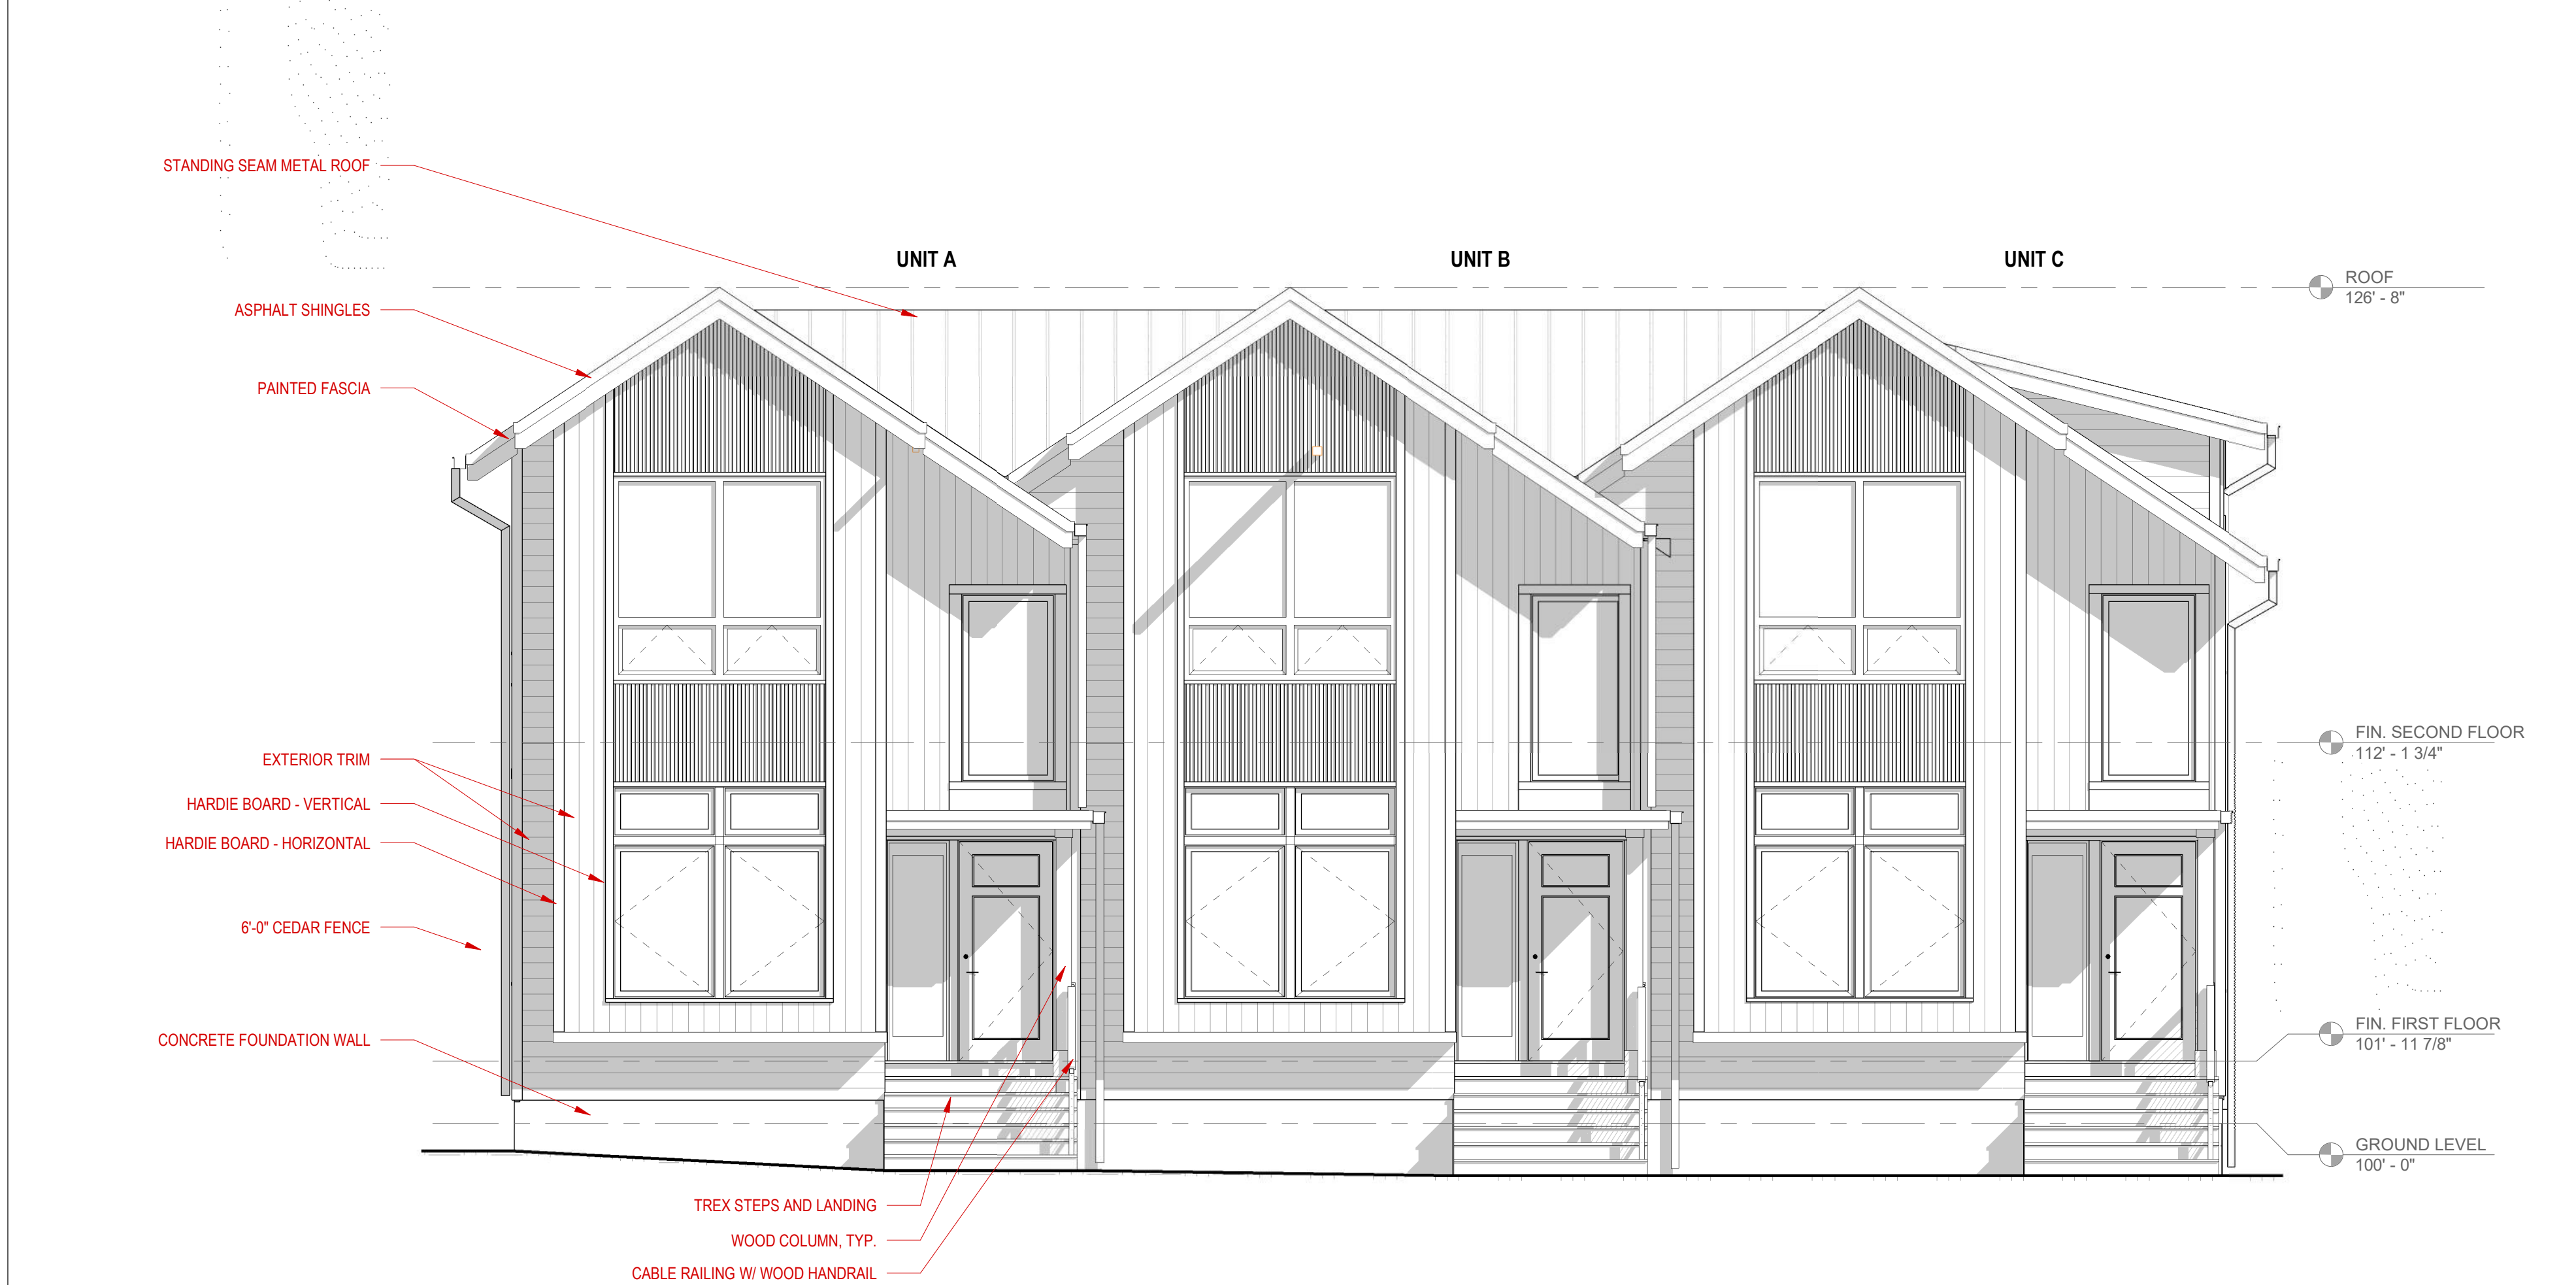 STANDING SEAM METAL ROOF
UNIT A
UNIT B
UNIT C
ROOF
126' - 8"
ASPHALT SHINGLES
PAINTED FASCIA
FIN. SECOND FLOOR
112' - 1 3/4"
EXTERIOR TRIM
HARDIE BOARD - VERTICAL
HARDIE BOARD - HORIZONTAL
6'-0" CEDAR FENCE
FIN. FIRST FLOOR
101' - 11 7/8"
CONCRETE FOUNDATION WALL
GROUND LEVEL
100' - 0"
TREX STEPS AND LANDING
WOOD COLUMN, TYP.
CABLE RAILING W/ WOOD HANDRAIL